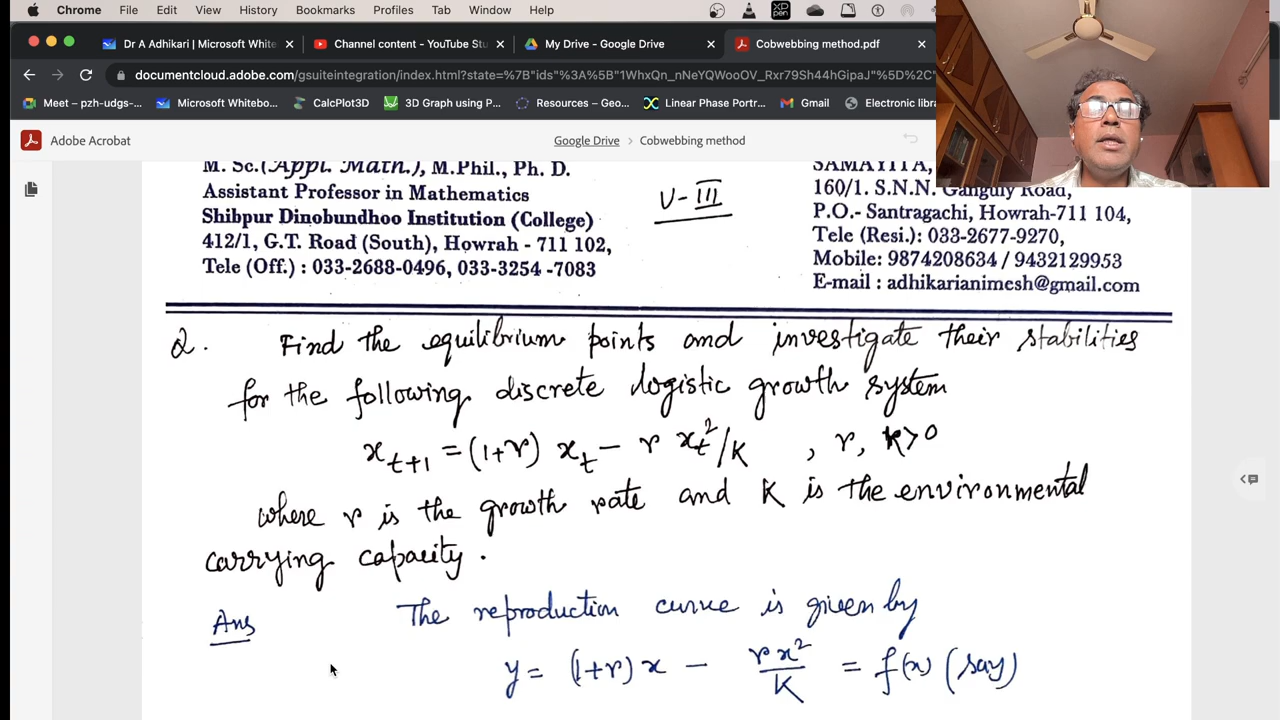 Chrome File Edit View History Bookmarks Profiles Tab Window Help
Dr A Adhikari | Microsoft White Channel content - YouTube Stu My Drive - Google Drive Cobwebbing method.pdf
documentcloud.adobe.com/gsuiteintegration/index.html?state=%7B"ids"%3A%5B"1WhxQn_nNeYQWooOV_Rxr79Sh44hGipaJ"%5D%2C"
Meet – pzh-udgs-... Microsoft Whitebo... CalcPlot3D 3D Graph using P... Resources – Geo... Linear Phase Portr... Gmail Electronic libra
Adobe Acrobat Google Drive > Cobwebbing method
M. Sc.(Appl. Math.), M.Phil., Ph. D.
Assistant Professor in Mathematics
Shibpur Dinobundhoo Institution (College)
412/1, G.T. Road (South), Howrah - 711 102,
Tele (Off.) : 033-2688-0496, 033-3254 -7083
V-III
SAMAYITA,
160/1. S.N.N. Ganguly Road,
P.O.- Santragachi, Howrah-711 104,
Tele (Resi.): 033-2677-9270,
Mobile: 9874208634 / 9432129953
E-mail : adhikarianimesh@gmail.com
Q. Find the equilibrium points and investigate their stabilities
for the following discrete logistic growth system
x_{t+1} = (1+r) x_t - r x_t^2/K , r, K>0
where r is the growth rate and K is the environmental
carrying capacity.
Ans The reproduction curve is given by
y = (1+r) x - rx^2/K = f(x) (say)